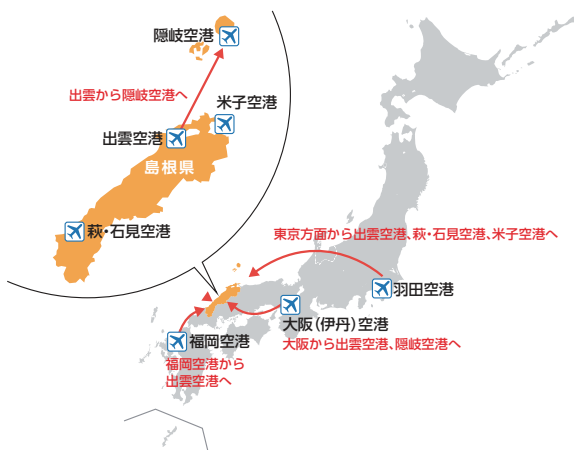 隠岐空港
出雲から隠岐空港へ
米子空港
出雲空港
島根県
萩・石見空港
東京方面から出雲空港、萩・石見空港、米子空港へ
羽田空港
大阪(伊丹)空港
大阪から出雲空港、隠岐空港へ
福岡空港
福岡空港から
出雲空港へ